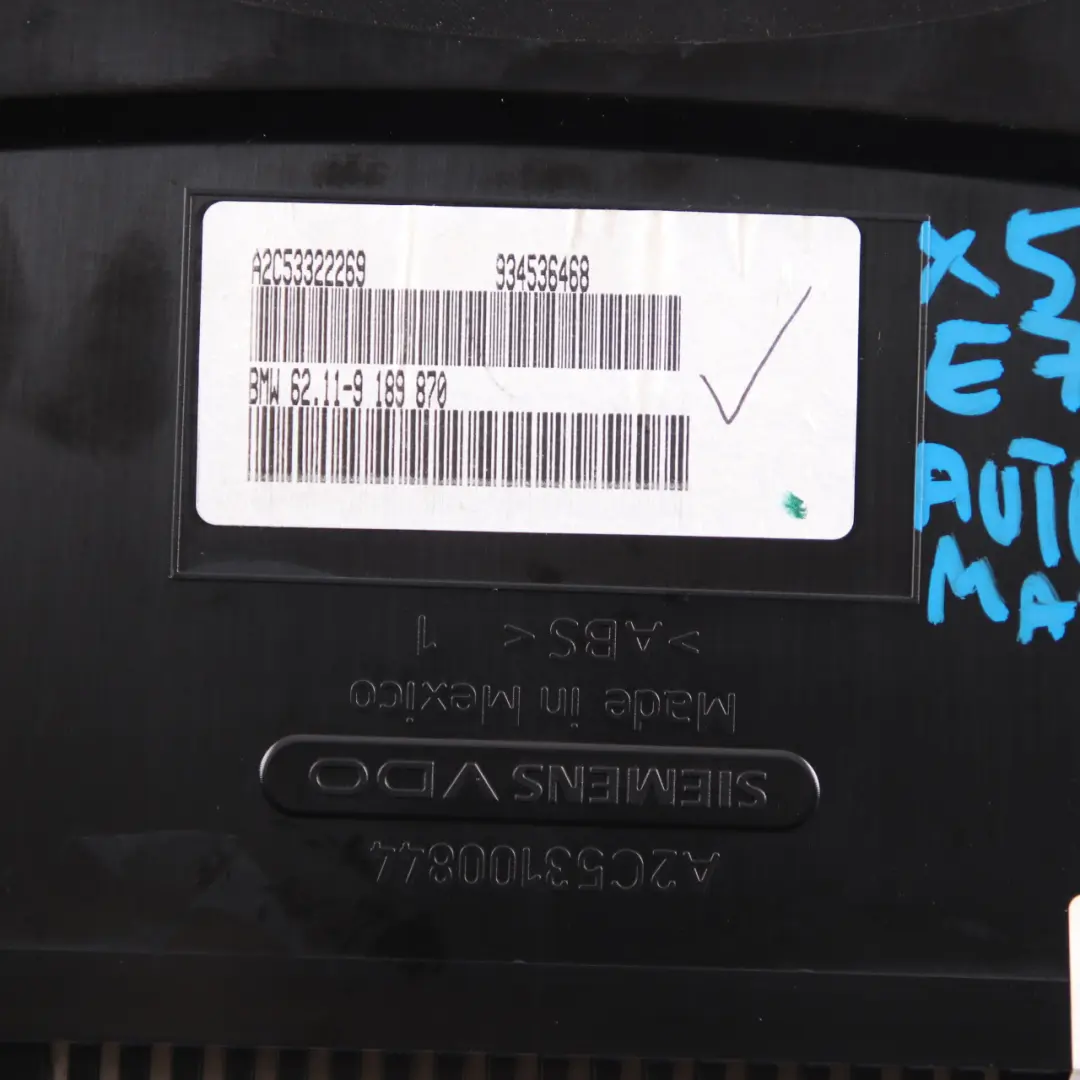 A2C53322269 934536468
BMW 62.11-9 189 870
X5
E7
AUTO
MA
>ABS< 1
Made in Mexico
SIEMENS VDO
A2C53100844